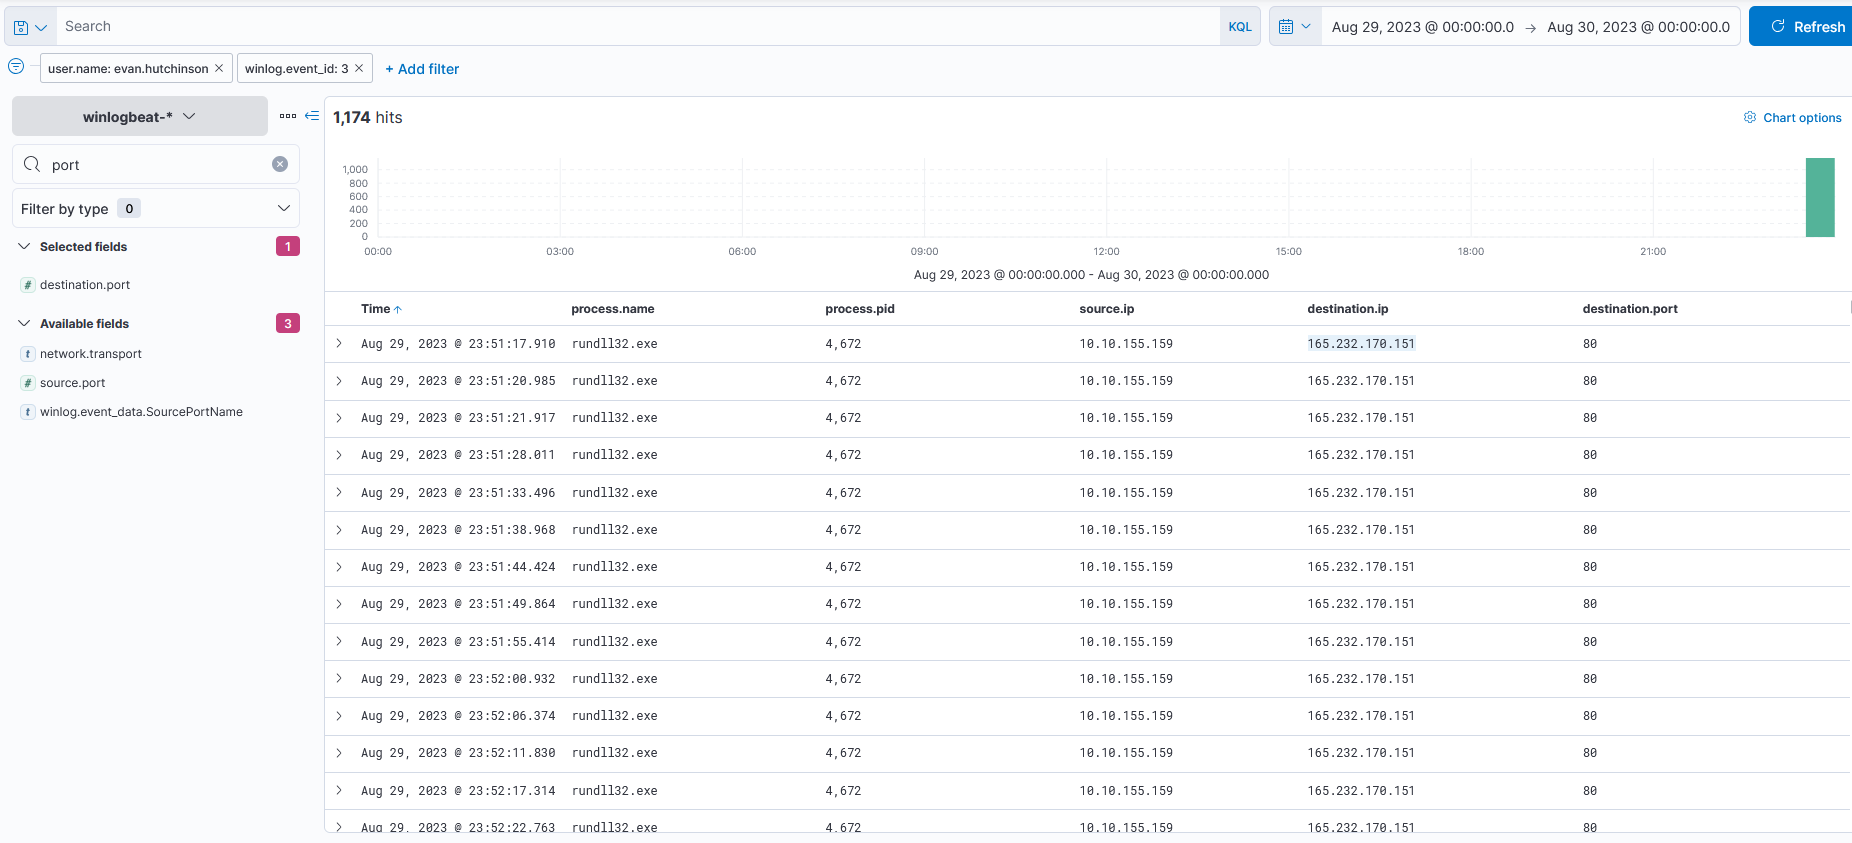 Search KQL Aug 29, 2023 @ 00:00:00.0 → Aug 30, 2023 @ 00:00:00.0 Refresh
user.name: evan.hutchinson × winlog.event_id: 3 × + Add filter
winlogbeat-*
port
Filter by type 0
Selected fields 1
# destination.port
Available fields 3
t network.transport
# source.port
t winlog.event_data.SourcePortName
1,174 hits Chart options
1,000
800
600
400
200
0
00:00 03:00 06:00 09:00 12:00 15:00 18:00 21:00
Aug 29, 2023 @ 00:00:00.000 - Aug 30, 2023 @ 00:00:00.000
Time ↑ process.name process.pid source.ip destination.ip destination.port
Aug 29, 2023 @ 23:51:17.910 rundll32.exe 4,672 10.10.155.159 165.232.170.151 80
Aug 29, 2023 @ 23:51:20.985 rundll32.exe 4,672 10.10.155.159 165.232.170.151 80
Aug 29, 2023 @ 23:51:21.917 rundll32.exe 4,672 10.10.155.159 165.232.170.151 80
Aug 29, 2023 @ 23:51:28.011 rundll32.exe 4,672 10.10.155.159 165.232.170.151 80
Aug 29, 2023 @ 23:51:33.496 rundll32.exe 4,672 10.10.155.159 165.232.170.151 80
Aug 29, 2023 @ 23:51:38.968 rundll32.exe 4,672 10.10.155.159 165.232.170.151 80
Aug 29, 2023 @ 23:51:44.424 rundll32.exe 4,672 10.10.155.159 165.232.170.151 80
Aug 29, 2023 @ 23:51:49.864 rundll32.exe 4,672 10.10.155.159 165.232.170.151 80
Aug 29, 2023 @ 23:51:55.414 rundll32.exe 4,672 10.10.155.159 165.232.170.151 80
Aug 29, 2023 @ 23:52:00.932 rundll32.exe 4,672 10.10.155.159 165.232.170.151 80
Aug 29, 2023 @ 23:52:06.374 rundll32.exe 4,672 10.10.155.159 165.232.170.151 80
Aug 29, 2023 @ 23:52:11.830 rundll32.exe 4,672 10.10.155.159 165.232.170.151 80
Aug 29, 2023 @ 23:52:17.314 rundll32.exe 4,672 10.10.155.159 165.232.170.151 80
Aug 29, 2023 @ 23:52:22.763 rundll32.exe 4,672 10.10.155.159 165.232.170.151 80